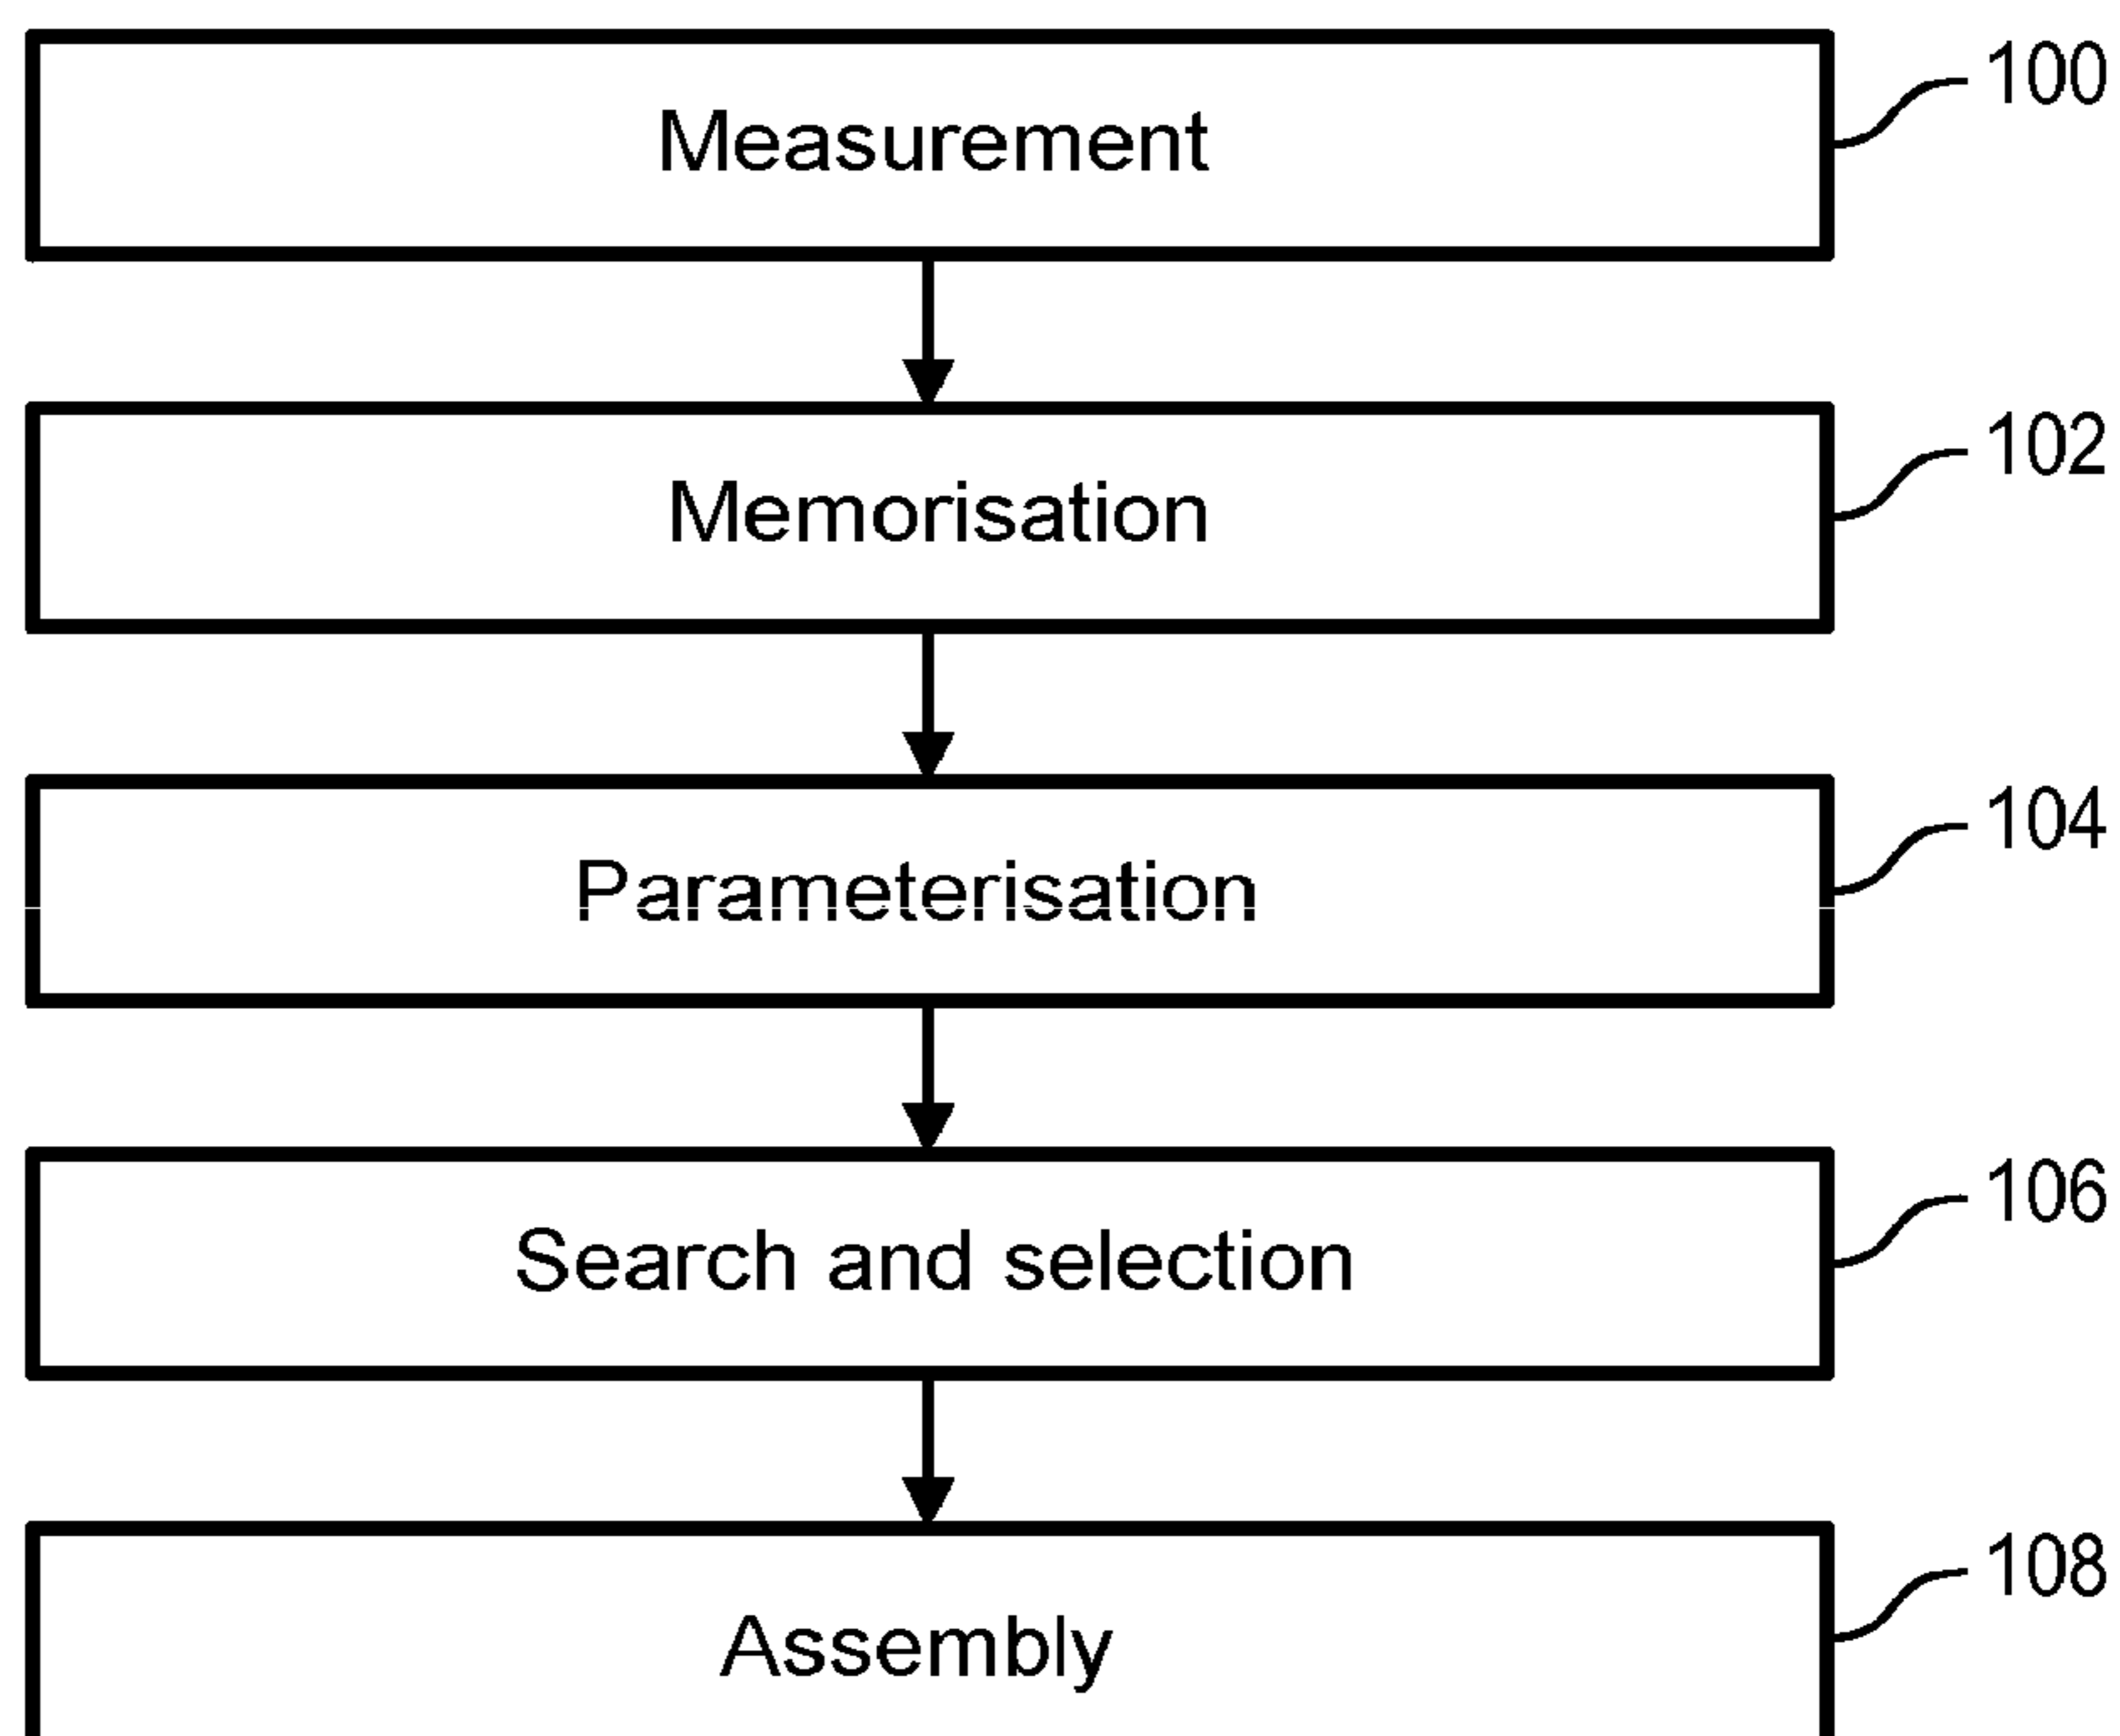 Measurement
100
Memorisation
102
Parameterisation
104
Search and selection
106
Assembly
108